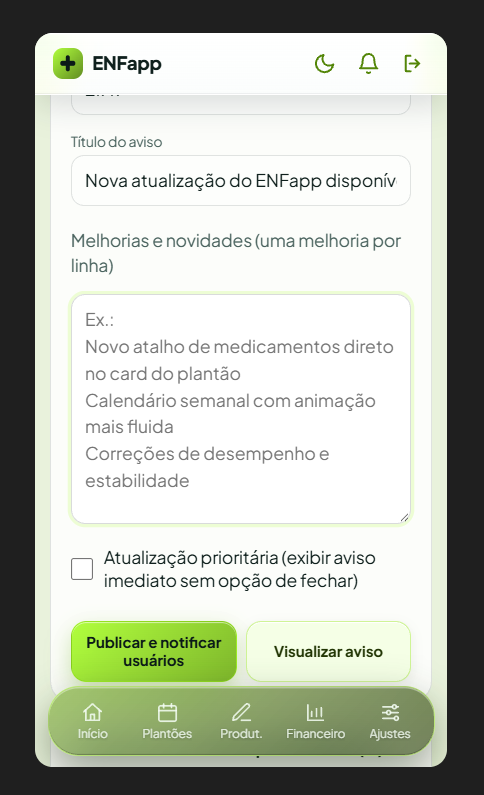 ENFapp
Título do aviso
Nova atualização do ENFapp disponív
Melhorias e novidades (uma melhoria por
linha)
Ex.:
Novo atalho de medicamentos direto
no card do plantão
Calendário semanal com animação
mais fluida
Correções de desempenho e
estabilidade
Atualização prioritária (exibir aviso
imediato sem opção de fechar)
Publicar e notificar
usuários
Visualizar aviso
Início
Plantões
Produt.
Financeiro
Ajustes